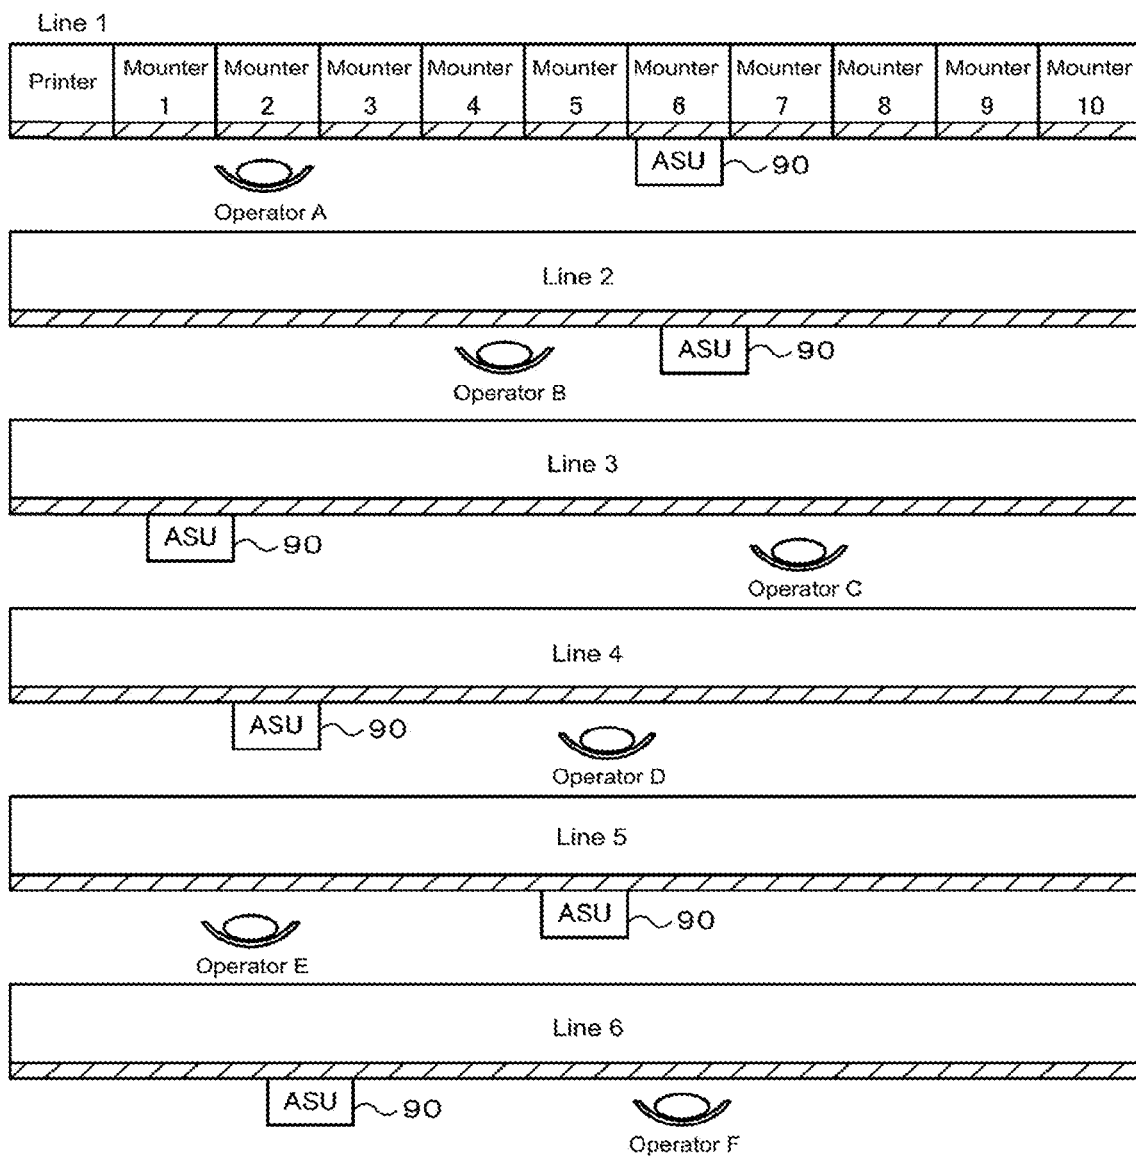 Line 1
Printer Mounter 1 Mounter 2 Mounter 3 Mounter 4 Mounter 5 Mounter 6 Mounter 7 Mounter 8 Mounter 9 Mounter 10
ASU 90
Operator A
Line 2
ASU 90
Operator B
Line 3
ASU 90
Operator C
Line 4
ASU 90
Operator D
Line 5
ASU 90
Operator E
Line 6
ASU 90
Operator F